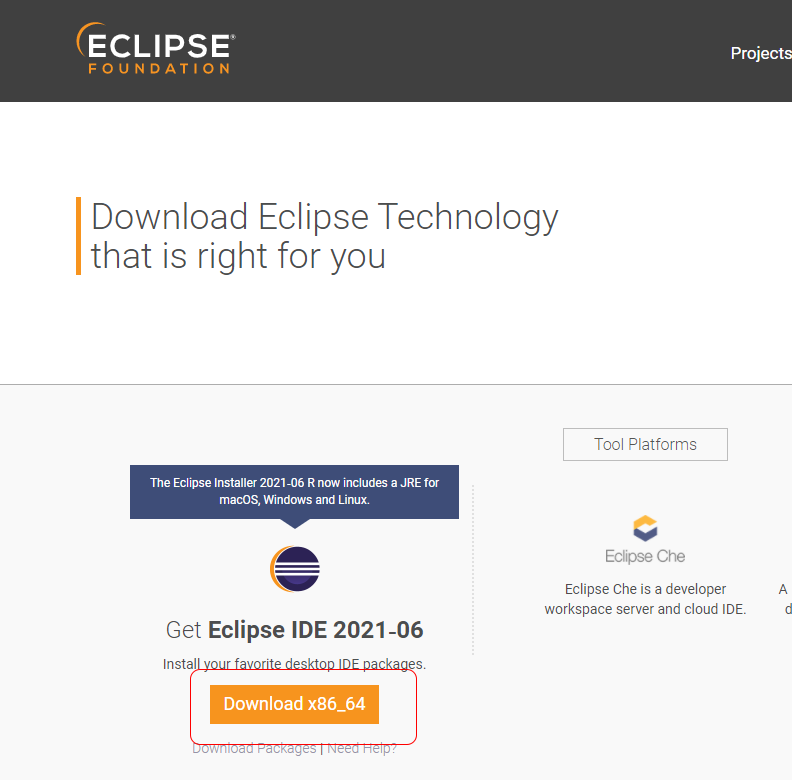 ECLIPSE®
FOUNDATION
Projects
Download Eclipse Technology
that is right for you
Tool Platforms
The Eclipse Installer 2021-06 R now includes a JRE for
macOS, Windows and Linux.
Eclipse Che
Eclipse Che is a developer
workspace server and cloud IDE.
A
d
Get Eclipse IDE 2021-06
Install your favorite desktop IDE packages.
Download x86_64
Download Packages | Need Help?